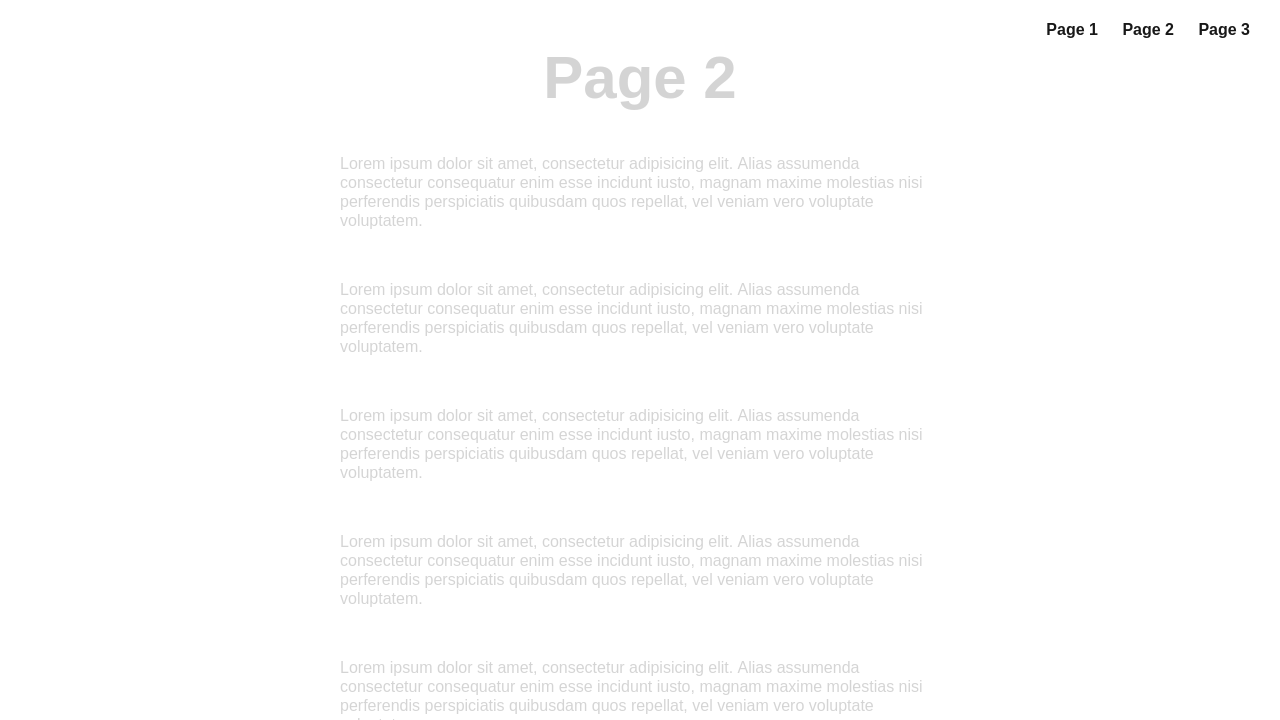 Page 1 Page 2 Page 3
Page 2
Lorem ipsum dolor sit amet, consectetur adipisicing elit. Alias assumenda
consectetur consequatur enim esse incidunt iusto, magnam maxime molestias nisi
perferendis perspiciatis quibusdam quos repellat, vel veniam vero voluptate
voluptatem.
Lorem ipsum dolor sit amet, consectetur adipisicing elit. Alias assumenda
consectetur consequatur enim esse incidunt iusto, magnam maxime molestias nisi
perferendis perspiciatis quibusdam quos repellat, vel veniam vero voluptate
voluptatem.
Lorem ipsum dolor sit amet, consectetur adipisicing elit. Alias assumenda
consectetur consequatur enim esse incidunt iusto, magnam maxime molestias nisi
perferendis perspiciatis quibusdam quos repellat, vel veniam vero voluptate
voluptatem.
Lorem ipsum dolor sit amet, consectetur adipisicing elit. Alias assumenda
consectetur consequatur enim esse incidunt iusto, magnam maxime molestias nisi
perferendis perspiciatis quibusdam quos repellat, vel veniam vero voluptate
voluptatem.
Lorem ipsum dolor sit amet, consectetur adipisicing elit. Alias assumenda
consectetur consequatur enim esse incidunt iusto, magnam maxime molestias nisi
perferendis perspiciatis quibusdam quos repellat, vel veniam vero voluptate